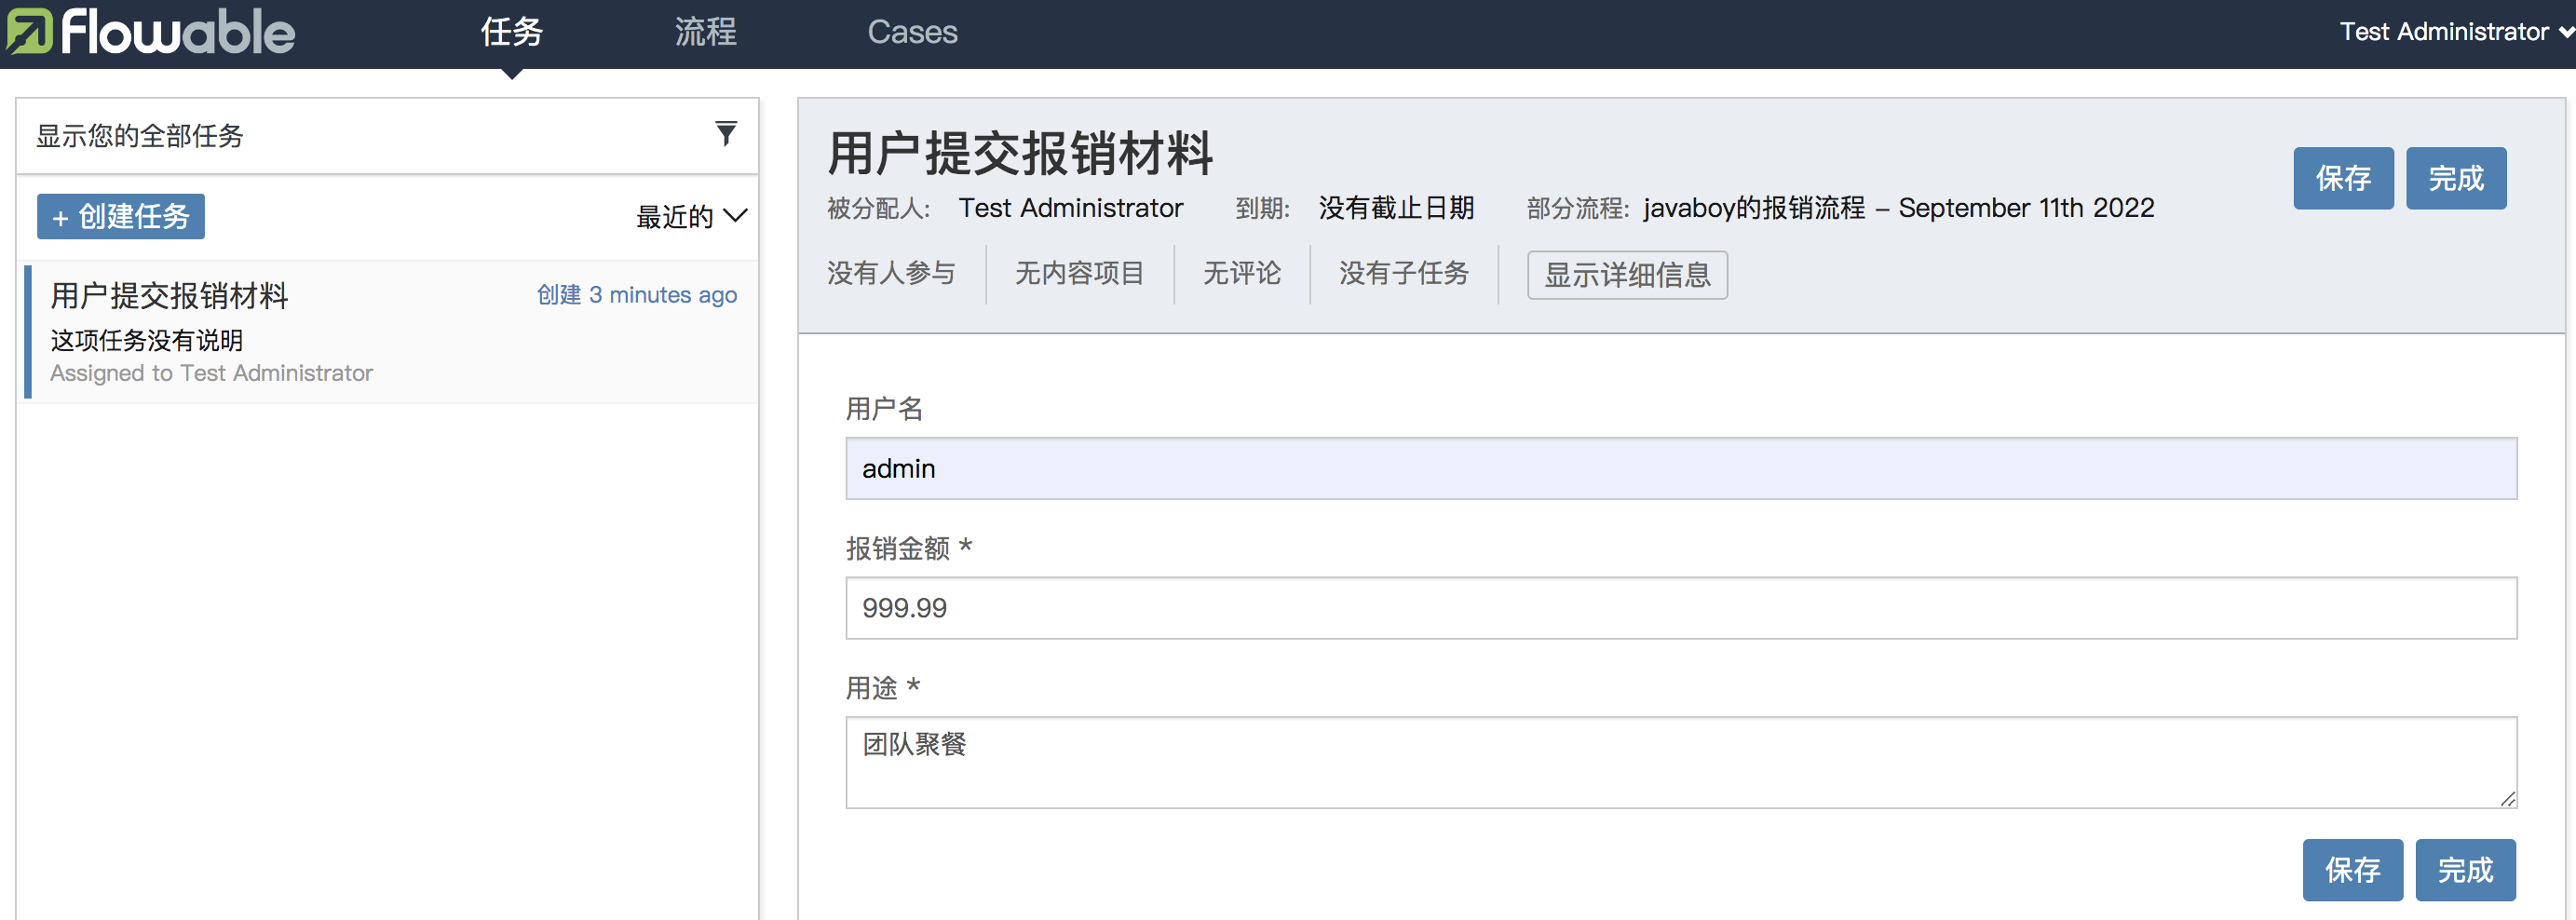 flowable 任务 流程 Cases Test Administrator
显示您的全部任务
+ 创建任务 最近的
用户提交报销材料 创建 3 minutes ago
这项任务没有说明
Assigned to Test Administrator
用户提交报销材料
保存 完成
被分配人: Test Administrator 到期: 没有截止日期 部分流程: javaboy的报销流程 – September 11th 2022
没有人参与 无内容项目 无评论 没有子任务 显示详细信息
用户名
admin
报销金额 *
999.99
用途 *
团队聚餐
保存 完成